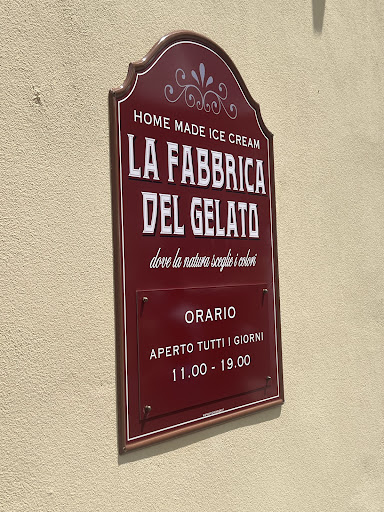 HOME MADE ICE CREAM
LA FABBRICA
DEL GELATO
dove la natura sceglie i colori
ORARIO
APERTO TUTTI I GIORNI
11.00 - 19.00